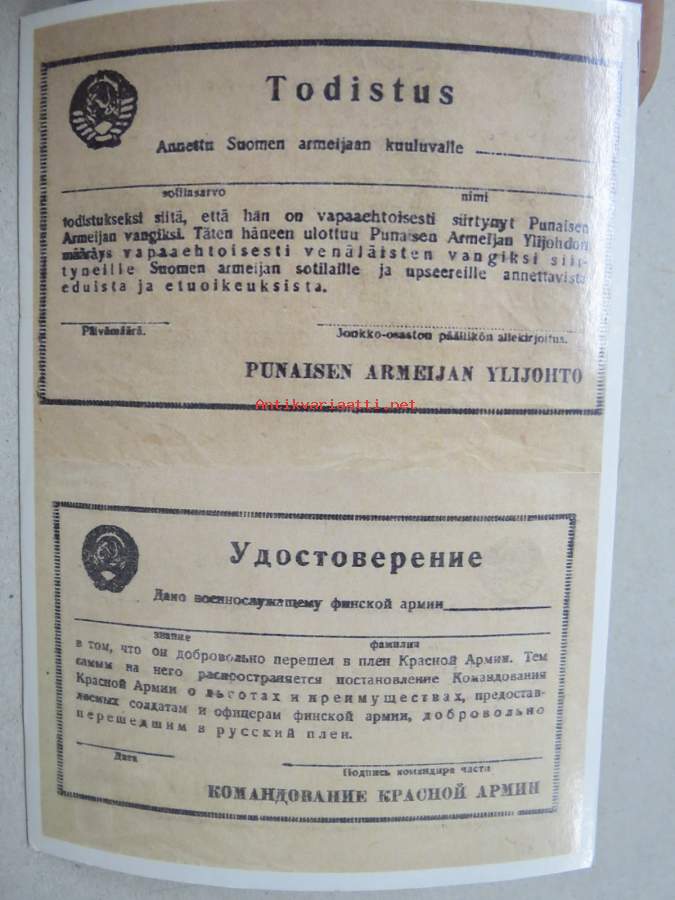 Todistus
Annettu Suomen armeijaan kuuluvalle
sotilasarvo nimi
todistukseksi siitä, että hän on vapaaehtoisesti siirtynyt Punaisen
Armeijan vangiksi. Täten häneen ulottuu Punaisen Armeijan Ylijohdon
määräys vapaaehtoisesti venäläisten vangiksi siir-
tyneille Suomen armeijan sotilaille ja upseereille annettavista
eduista ja etuoikeuksista.
Päivämäärä. Joukko-osaston päällikön allekirjoitus.
PUNAISEN ARMEIJAN YLIJOHTO
Antikvariaatti.net
Удостоверение
Дано военнослужащему финской армии
звание фамилия
в том, что он добровольно перешел в плен Красной Армии. Тем
самым на него распространяется постановление Командования
Красной Армии о льготах и преимуществах, предостав-
ляемых солдатам и офицерам финской армии, добровольно
перешедшим в русский плен.
Дата Подпись командира части
КОМАНДОВАНИЕ КРАСНОЙ АРМИИ